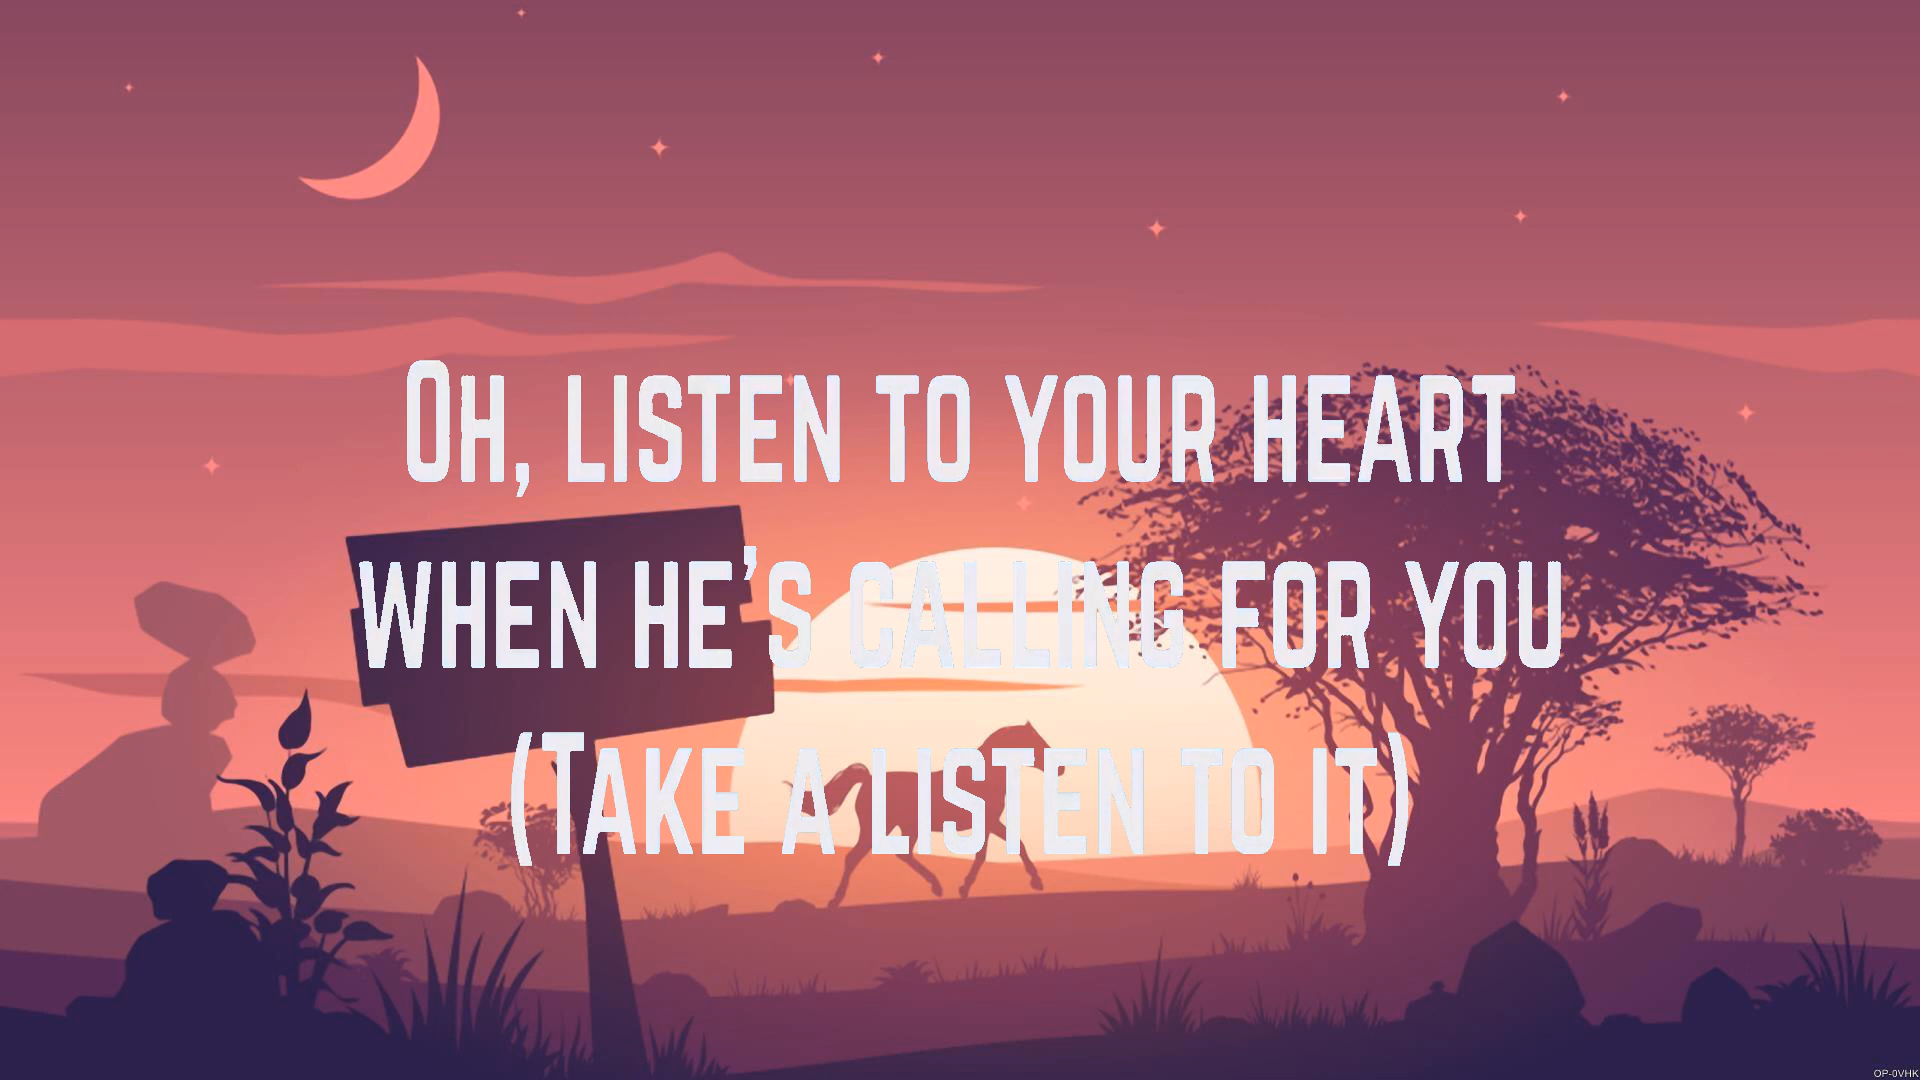 Oh, listen to your heart
when he's calling for you
(Take a listen to it)
OP-0VHK